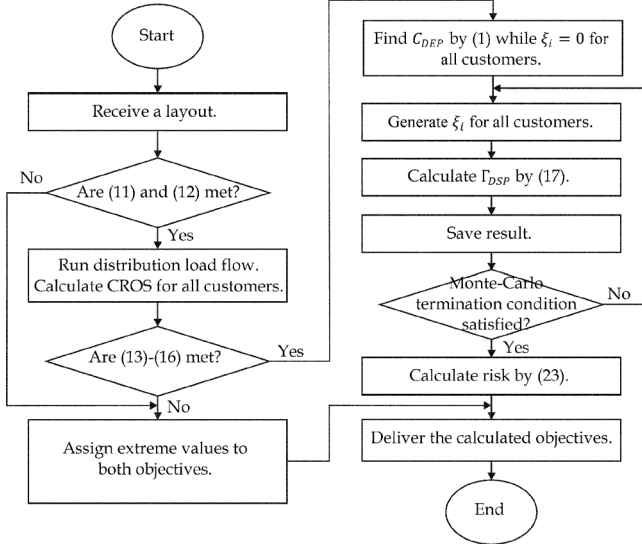 Start
Receive a layout.
No
Are (11) and (12) met?
Yes
Run distribution load flow.
Calculate CROS for all customers.
Are (13)-(16) met?
Yes
No
Assign extreme values to
both objectives.
Find C_DEP by (1) while ξ_i = 0 for
all customers.
Generate ξ_i for all customers.
Calculate Γ_DSP by (17).
Save result.
Monte-Carlo
termination condition
satisfied?
No
Yes
Calculate risk by (23).
Deliver the calculated objectives.
End